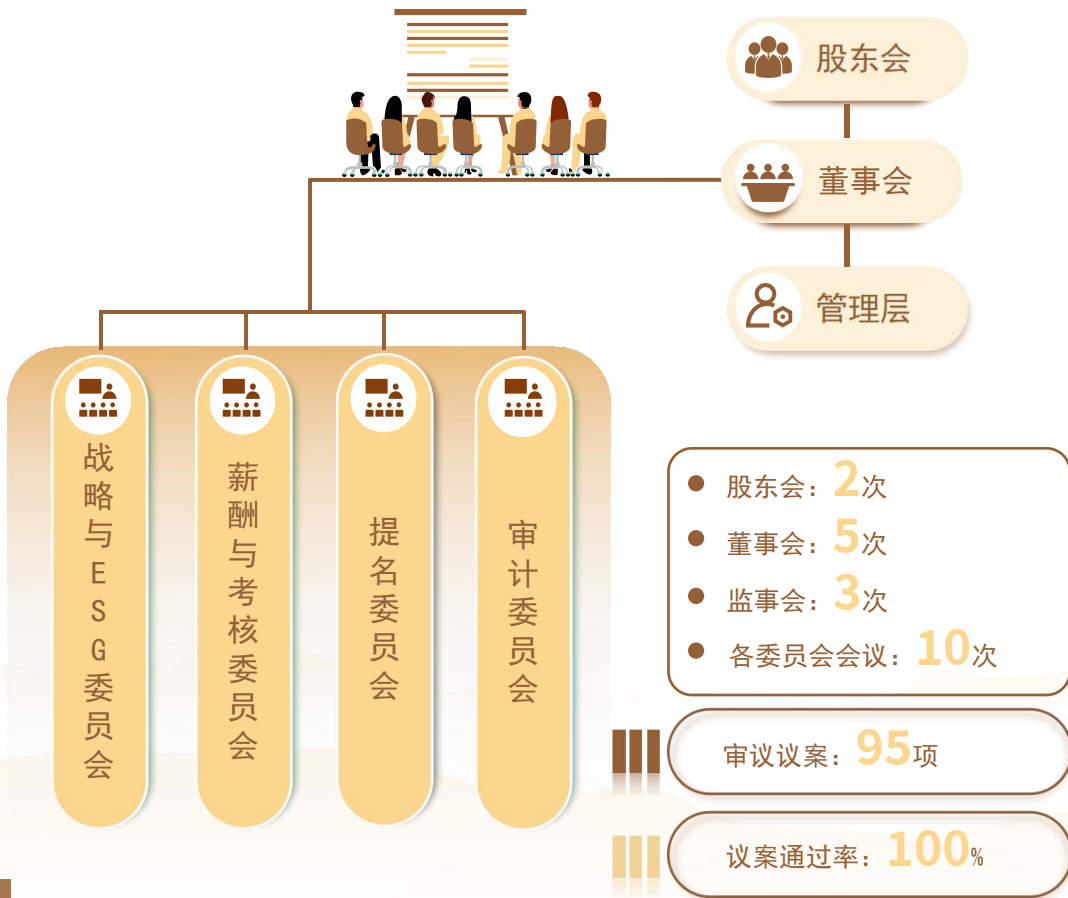 股东会
董事会
管理层
战略与ESG委员会
薪酬与考核委员会
提名委员会
审计委员会
股东会：2次
董事会：5次
监事会：3次
各委员会会议：10次
审议议案：95项
议案通过率：100%